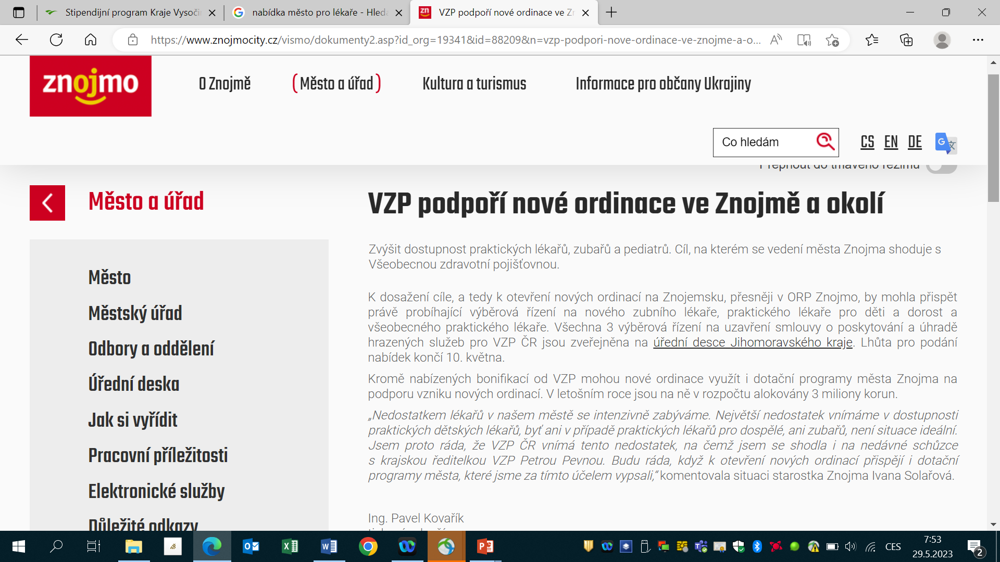 Stipendijní program Kraje Vysoči
nabídka město pro lékaře - Hleda
VZP podpoří nové ordinace ve Zn
https://www.znojmocity.cz/vismo/dokumenty2.asp?id_org=19341&id=88209&n=vzp-podpori-nove-ordinace-ve-znojme-a-o...
znojmo
O Znojmě
(Město a úřad)
Kultura a turismus
Informace pro občany Ukrajiny
Co hledám
CS EN DE
Přepnout do tmavého režimu
Město a úřad
Město
Městský úřad
Odbory a oddělení
Úřední deska
Jak si vyřídit
Pracovní příležitosti
Elektronické služby
Důležité odkazy
VZP podpoří nové ordinace ve Znojmě a okolí
Zvýšit dostupnost praktických lékařů, zubařů a pediatrů. Cíl, na kterém se vedení města Znojma shoduje s
Všeobecnou zdravotní pojišťovnou.
K dosažení cíle, a tedy k otevření nových ordinací na Znojemsku, přesněji v ORP Znojmo, by mohla přispět
právě probíhající výběrová řízení na nového zubního lékaře, praktického lékaře pro děti a dorost a
všeobecného praktického lékaře. Všechna 3 výběrová řízení na uzavření smlouvy o poskytování a úhradě
hrazených služeb pro VZP ČR jsou zveřejněna na úřední desce Jihomoravského kraje. Lhůta pro podání
nabídek končí 10. května.
Kromě nabízených bonifikací od VZP mohou nové ordinace využít i dotační programy města Znojma na
podporu vzniku nových ordinací. V letošním roce jsou na ně v rozpočtu alokovány 3 miliony korun.
„Nedostatkem lékařů v našem městě se intenzivně zabýváme. Největší nedostatek vnímáme v dostupnosti
praktických dětských lékařů, byť ani v případě praktických lékařů pro dospělé, ani zubařů, není situace ideální.
Jsem proto ráda, že VZP ČR vnímá tento nedostatek, na čemž jsem se shodla i na nedávné schůzce
s krajskou ředitelkou VZP Petrou Pevnou. Budu ráda, když k otevření nových ordinací přispějí i dotační
programy města, které jsme za tímto účelem vypsali,“ komentovala situaci starostka Znojma Ivana Solařová.
Ing. Pavel Kovařík
CES
7:53
29.5.2023
2